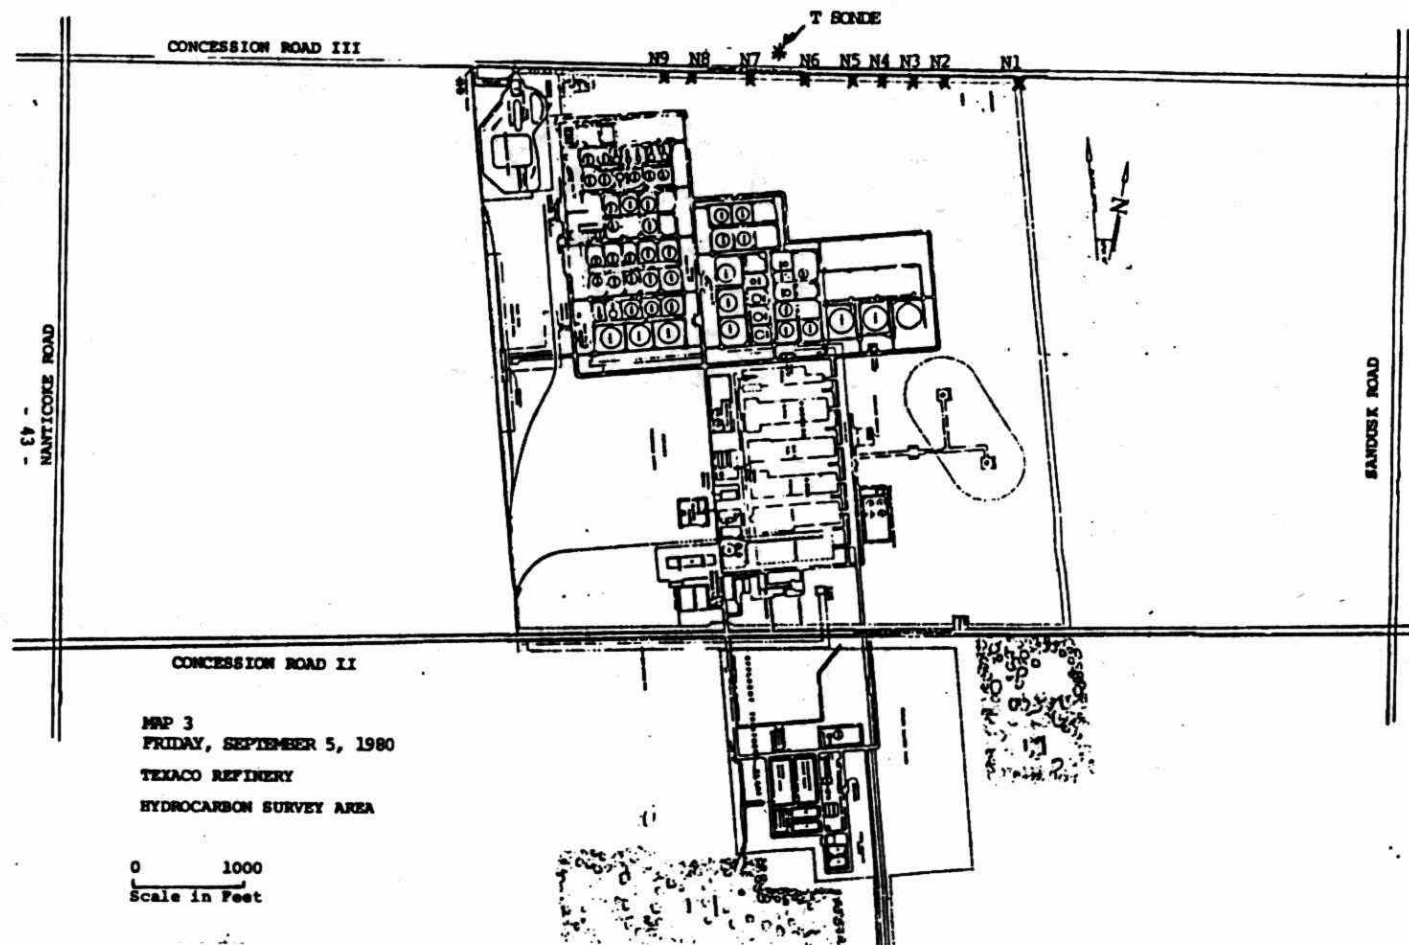 T SONDE
CONCESSION ROAD III
N9 N8 N7 N6 N5 N4 N3 N2 N1
N
NANTICOKE ROAD
- 43 -
SANDUSK ROAD
CONCESSION ROAD II
MAP 3
FRIDAY, SEPTEMBER 5, 1980
TEXACO REFINERY
HYDROCARBON SURVEY AREA
0 1000
Scale in Feet